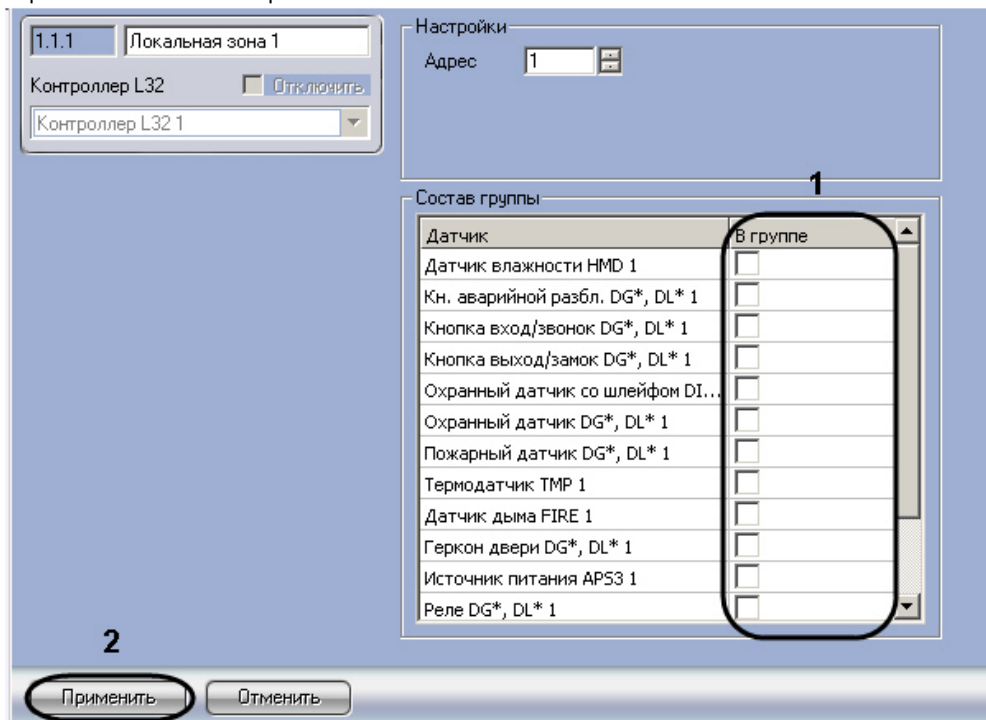 1.1.1 Локальная зона 1
Контроллер L32 Отключить
Контроллер L32 1
Настройки
Адрес 1
1
Состав группы
Датчик В группе
Датчик влажности HMD 1
Кн. аварийной разбл. DG*, DL* 1
Кнопка вход/звонок DG*, DL* 1
Кнопка выход/замок DG*, DL* 1
Охранный датчик со шлейфом DI...
Охранный датчик DG*, DL* 1
Пожарный датчик DG*, DL* 1
Термодатчик TMP 1
Датчик дыма FIRE 1
Геркон двери DG*, DL* 1
Источник питания APS3 1
Реле DG*, DL* 1
2
Применить Отменить